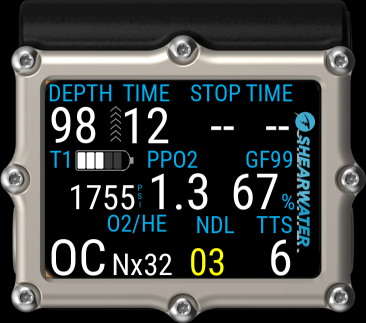 DEPTH TIME STOP TIME
98 12 -- --
T1 PPO2 GF99
1755 PSI 1.3 67%
O2/HE NDL TTS
OC Nx32 03 6
SHEARWATER